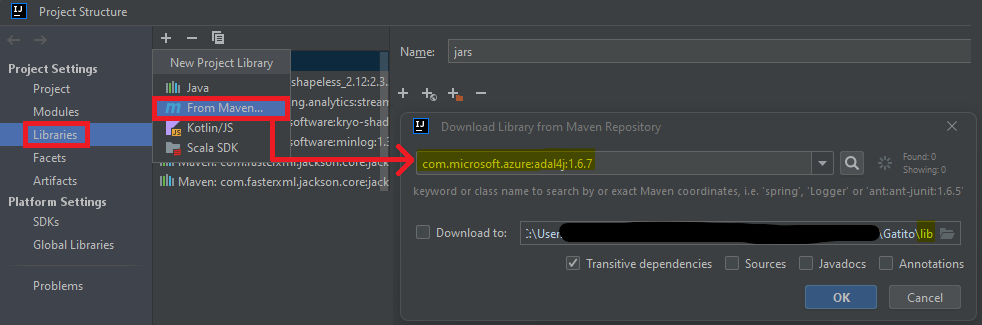 IJ Project Structure
Project Settings
Project
Modules
Libraries
Facets
Artifacts
Platform Settings
SDKs
Global Libraries
Problems
New Project Library
Java
m From Maven...
JS Kotlin/JS
Scala SDK
shapeless_2.12:2.3.
ng.analytics:stream
software:kryo-shad
software:minlog:1.3
Maven: com.fasterxml.jackson.core:jack
Maven: com.fasterxml.jackson.core:jack
Name: jars
IJ Download Library from Maven Repository
com.microsoft.azure:adal4j:1.6.7
Found: 0
Showing: 0
keyword or class name to search by or exact Maven coordinates, i.e. 'spring', 'Logger' or 'ant:ant-junit:1.6.5'
Download to: C:\User \Gatito\lib
Transitive dependencies Sources Javadocs Annotations
OK Cancel